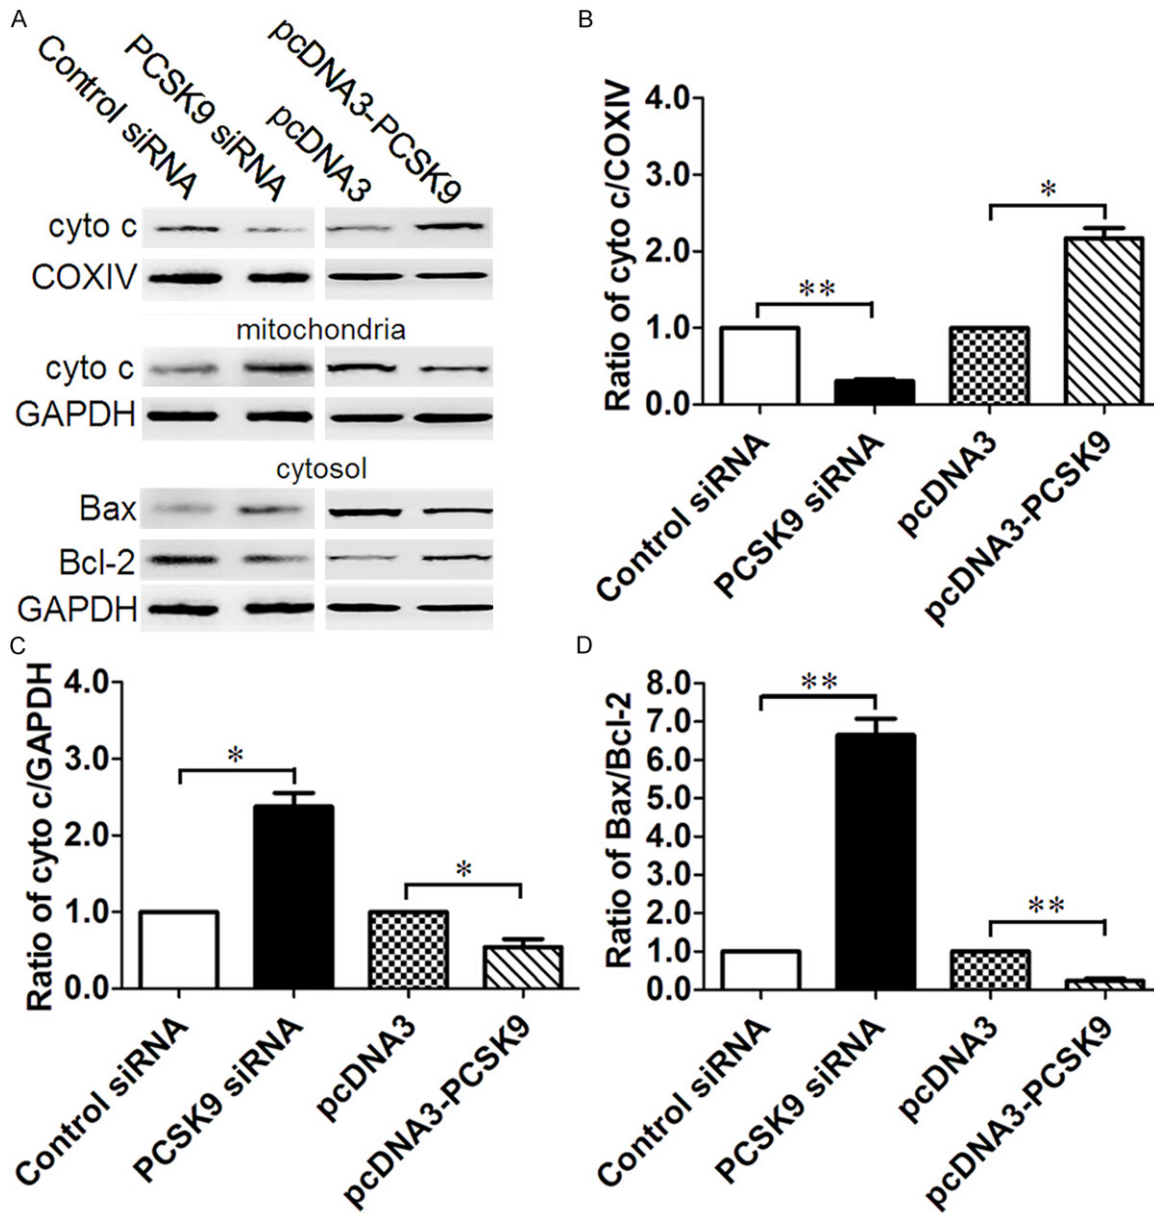 A
Control siRNA
PCSK9 siRNA
pcDNA3
pcDNA3-PCSK9
cyto c
COXIV
mitochondria
cyto c
GAPDH
cytosol
Bax
Bcl-2
GAPDH
B
Ratio of cyto c/COXIV
4.0
3.0
2.0
1.0
0.0
**
*
Control siRNA
PCSK9 siRNA
pcDNA3
pcDNA3-PCSK9
C
Ratio of cyto c/GAPDH
4.0
3.0
2.0
1.0
0.0
*
*
Control siRNA
PCSK9 siRNA
pcDNA3
pcDNA3-PCSK9
D
Ratio of Bax/Bcl-2
8.0
7.0
6.0
5.0
4.0
3.0
2.0
1.0
0.0
**
**
Control siRNA
PCSK9 siRNA
pcDNA3
pcDNA3-PCSK9